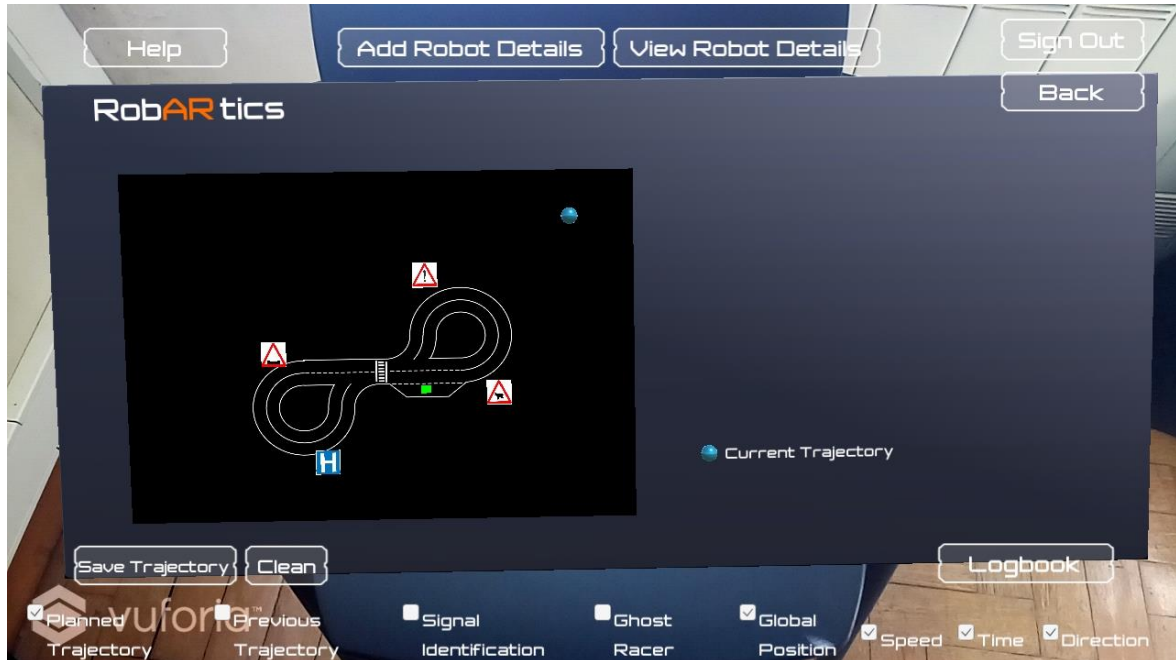 Help
Add Robot Details
View Robot Details
Sign Out
Back
RobARtics
!
H
Current Trajectory
Save Trajectory
Clean
Logbook
vuforia™
Planned
Trajectory
Previous
Trajectory
Signal
Identification
Ghost
Racer
Global
Position
Speed
Time
Direction